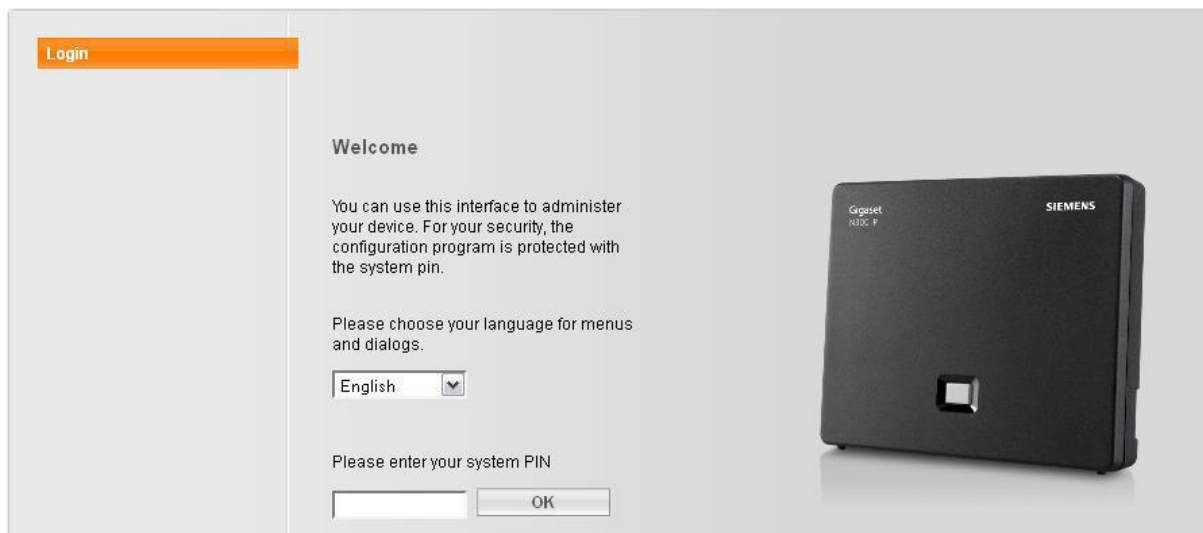 Login
Welcome
You can use this interface to administer
your device. For your security, the
configuration program is protected with
the system pin.
Please choose your language for menus
and dialogs.
English
Please enter your system PIN
OK
Gigaset
SIEMENS
N300 IP